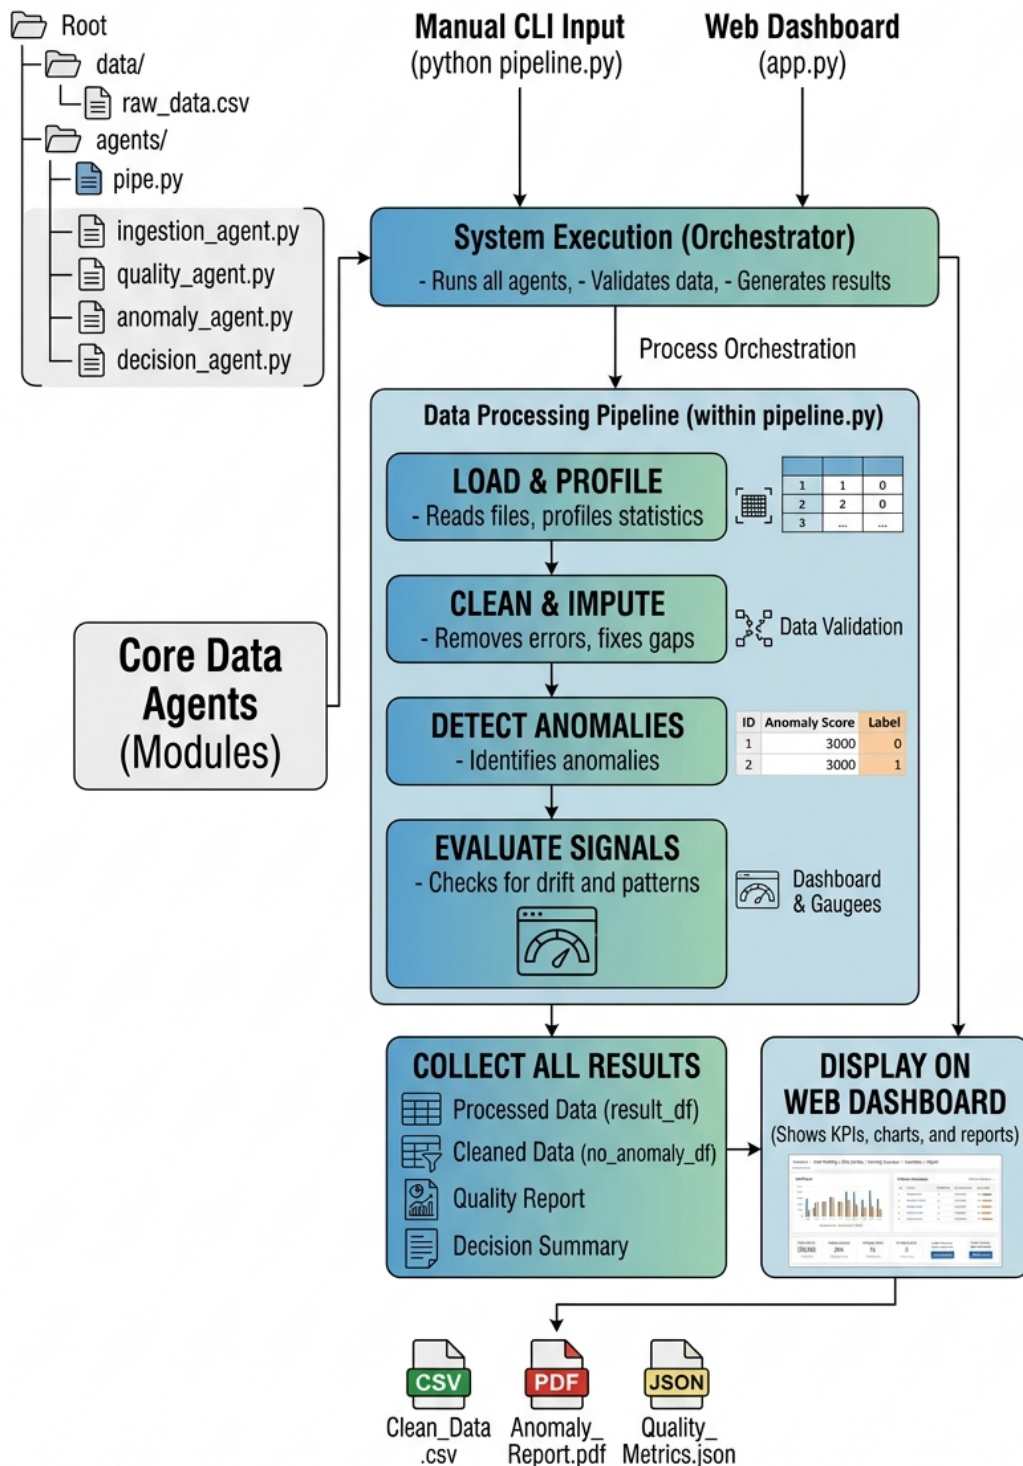 Root
data/
raw_data.csv
agents/
pipe.py
ingestion_agent.py
quality_agent.py
anomaly_agent.py
decision_agent.py
Manual CLI Input
(python pipeline.py)
Web Dashboard
(app.py)
System Execution (Orchestrator)
- Runs all agents, - Validates data, - Generates results
Process Orchestration
Core Data
Agents
(Modules)
Data Processing Pipeline (within pipeline.py)
LOAD & PROFILE
- Reads files, profiles statistics
1 1 0
2 2 0
3 ... ...
CLEAN & IMPUTE
- Removes errors, fixes gaps
Data Validation
DETECT ANOMALIES
- Identifies anomalies
ID Anomaly Score Label
1 3000 0
2 3000 1
EVALUATE SIGNALS
- Checks for drift and patterns
Dashboard
& Gaugees
COLLECT ALL RESULTS
Processed Data (result_df)
Cleaned Data (no_anomaly_df)
Quality Report
Decision Summary
DISPLAY ON
WEB DASHBOARD
(Shows KPIs, charts, and reports)
CSV
Clean_Data
.csv
PDF
Anomaly_
Report.pdf
JSON
Quality_
Metrics.json